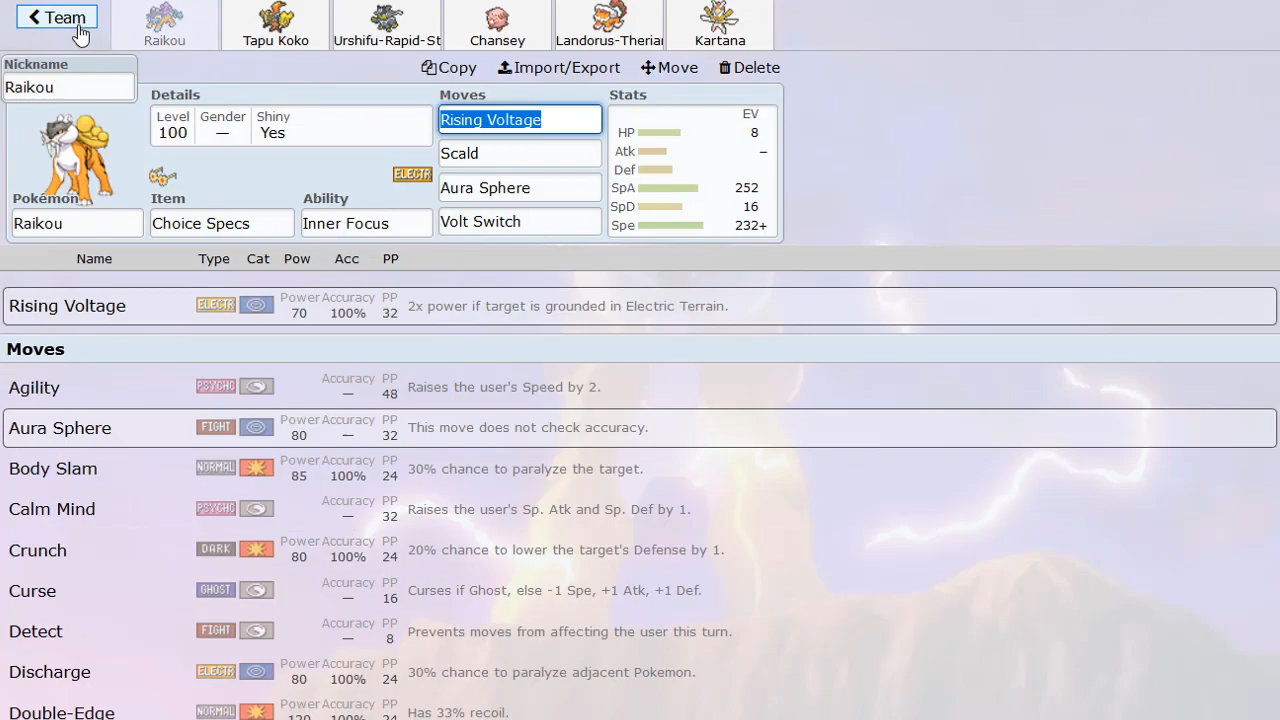 Team
Raikou
Tapu Koko
Urshifu-Rapid-St
Chansey
Landorus-Therian
Kartana
Nickname
Raikou
Copy
Import/Export
Move
Delete
Details
Moves
Stats
Level
100
Gender
—
Shiny
Yes
ELECTR
Pokémon
Raikou
Item
Choice Specs
Ability
Inner Focus
Rising Voltage
Scald
Aura Sphere
Volt Switch
EV
HP 8
Atk –
Def
SpA 252
SpD 16
Spe 232+
Name Type Cat Pow Acc PP
Rising Voltage ELECTR Power 70 Accuracy 100% PP 32 2x power if target is grounded in Electric Terrain.
Moves
Agility PSYCHC Accuracy — PP 48 Raises the user's Speed by 2.
Aura Sphere FIGHT Power 80 Accuracy — PP 32 This move does not check accuracy.
Body Slam NORMAL Power 85 Accuracy 100% PP 24 30% chance to paralyze the target.
Calm Mind PSYCHC Accuracy — PP 32 Raises the user's Sp. Atk and Sp. Def by 1.
Crunch DARK Power 80 Accuracy 100% PP 24 20% chance to lower the target's Defense by 1.
Curse GHOST Accuracy — PP 16 Curses if Ghost, else -1 Spe, +1 Atk, +1 Def.
Detect FIGHT Accuracy — PP 8 Prevents moves from affecting the user this turn.
Discharge ELECTR Power 80 Accuracy 100% PP 24 30% chance to paralyze adjacent Pokemon.
Double-Edge NORMAL Power 120 Accuracy 100% PP 24 Has 33% recoil.